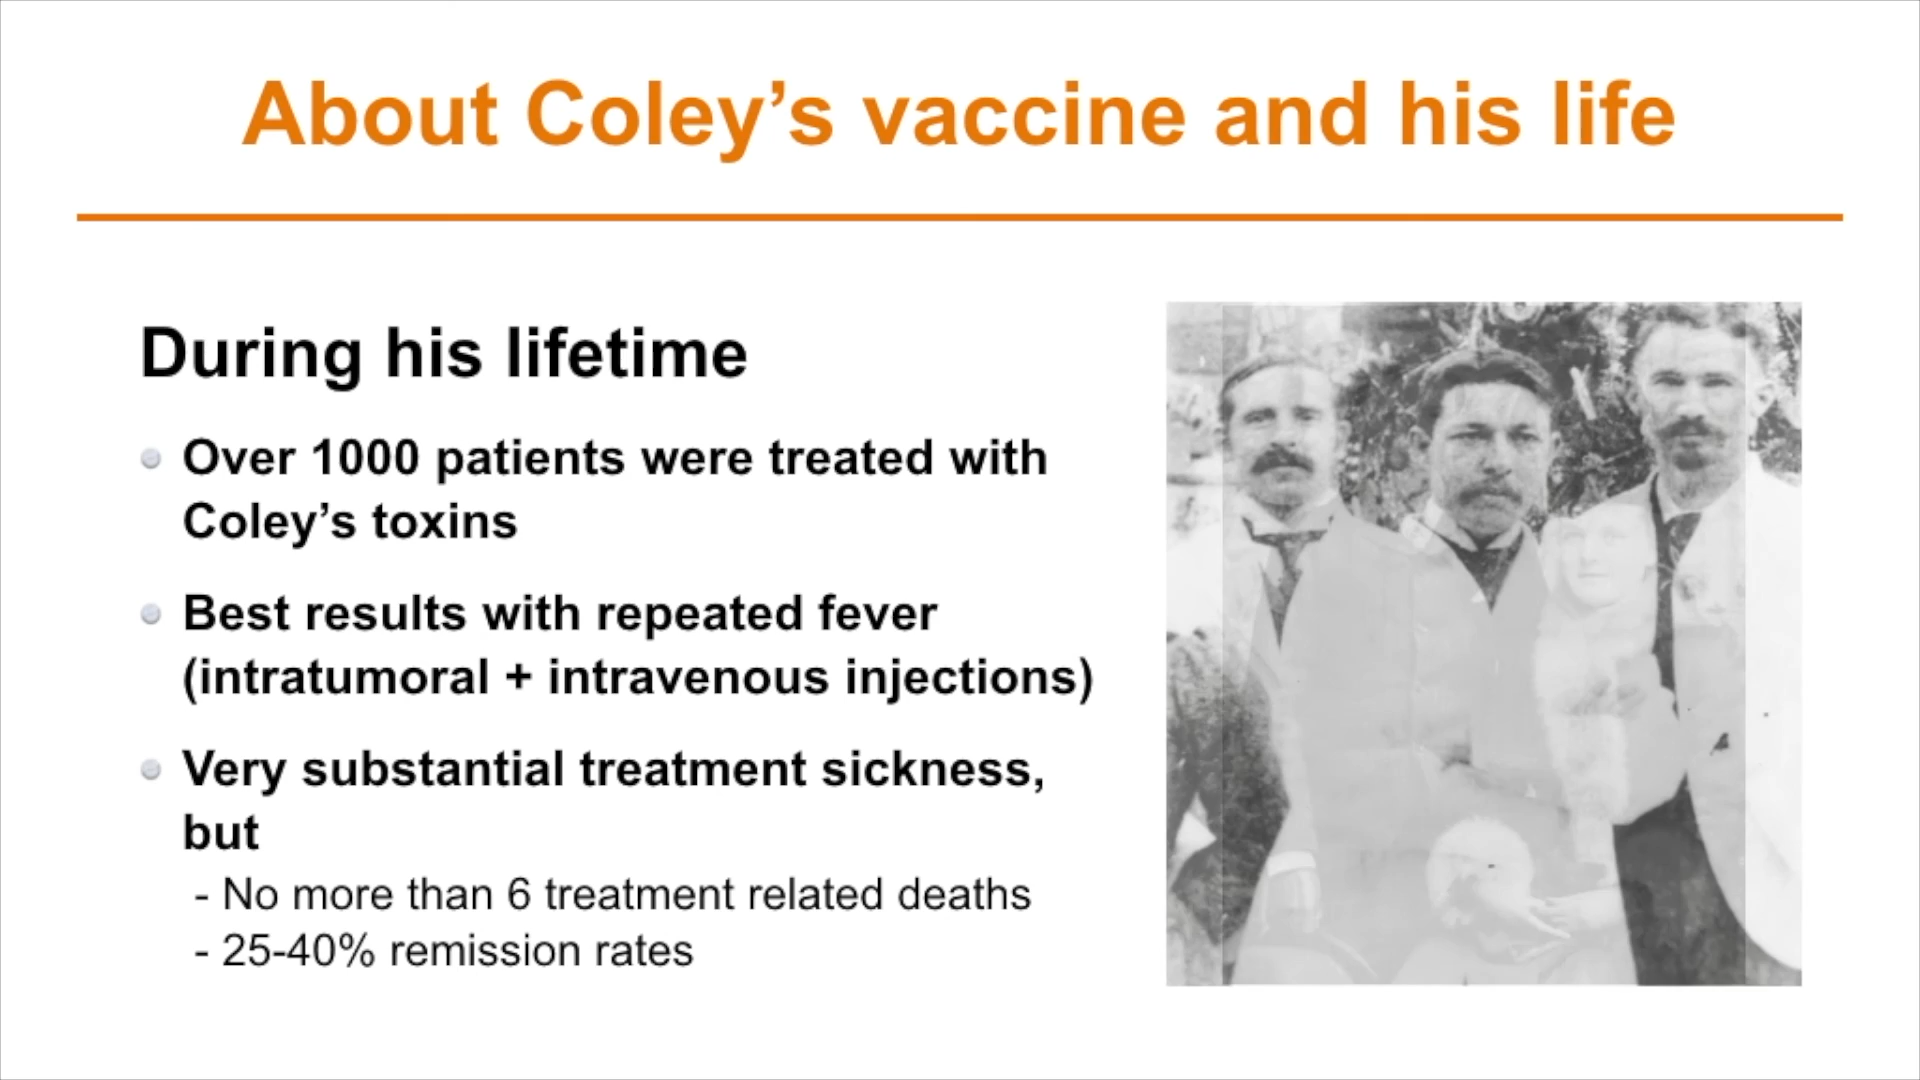 About Coley’s vaccine and his life
During his lifetime
Over 1000 patients were treated with
Coley’s toxins
Best results with repeated fever
(intratumoral + intravenous injections)
Very substantial treatment sickness,
but
- No more than 6 treatment related deaths
- 25-40% remission rates